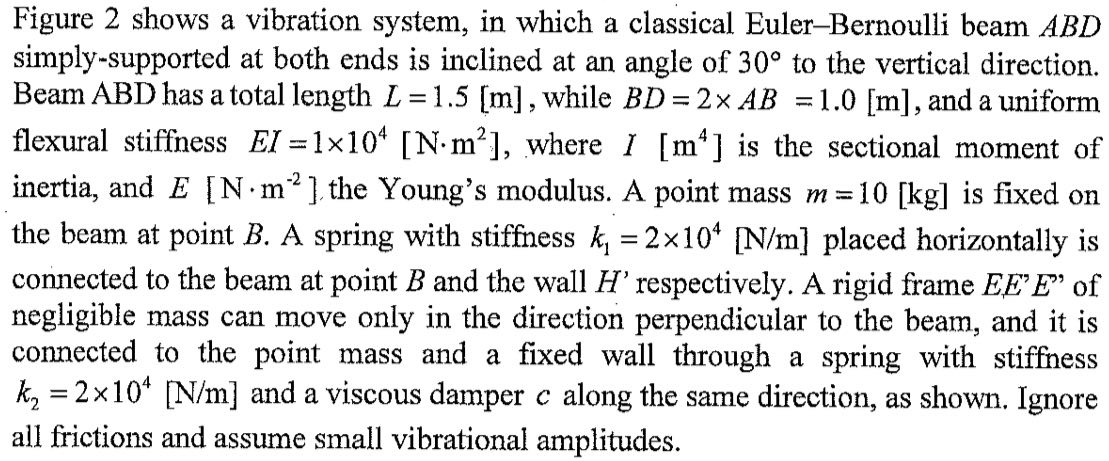 Figure 2 shows a vibration system, in which a classical Euler–Bernoulli beam ABD
simply-supported at both ends is inclined at an angle of 30° to the vertical direction.
Beam ABD has a total length L = 1.5 [m], while BD = 2× AB = 1.0 [m], and a uniform
flexural stiffness EI = 1×10⁴ [N·m²], where I [m⁴] is the sectional moment of
inertia, and E [N·m⁻²] the Young's modulus. A point mass m = 10 [kg] is fixed on
the beam at point B. A spring with stiffness k₁ = 2×10⁴ [N/m] placed horizontally is
connected to the beam at point B and the wall H' respectively. A rigid frame EE'E” of
negligible mass can move only in the direction perpendicular to the beam, and it is
connected to the point mass and a fixed wall through a spring with stiffness
k₂ = 2×10⁴ [N/m] and a viscous damper c along the same direction, as shown. Ignore
all frictions and assume small vibrational amplitudes.